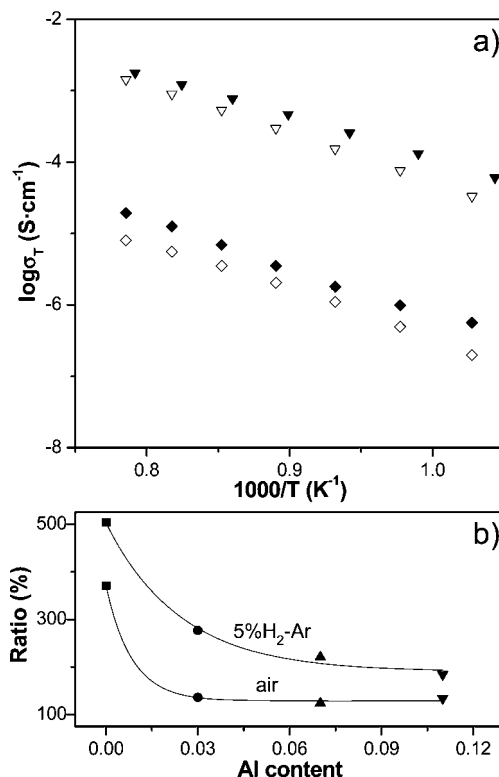 a)
-2
-4
-6
-8
logσT (S·cm-1)
0.8 0.9 1.0
1000/T (K-1)
b)
500
300
100
Ratio (%)
5%H2-Ar
air
0.00 0.03 0.06 0.09 0.12
Al content